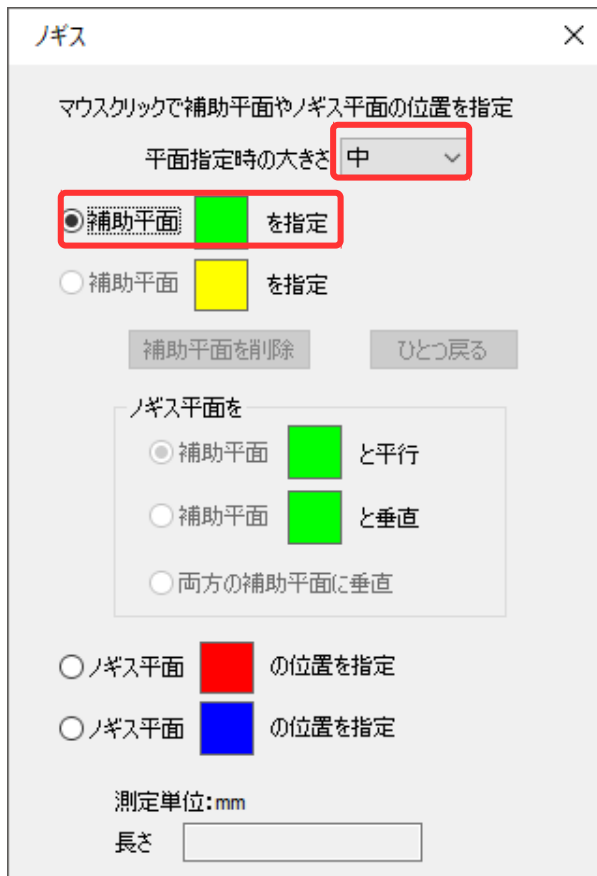 ノギス
マウスクリックで補助平面やノギス平面の位置を指定
平面指定時の大きさ 中
補助平面 を指定
補助平面 を指定
補助平面を削除 ひとつ戻る
ノギス平面を
補助平面 と平行
補助平面 と垂直
両方の補助平面に垂直
ノギス平面 の位置を指定
ノギス平面 の位置を指定
測定単位:mm
長さ